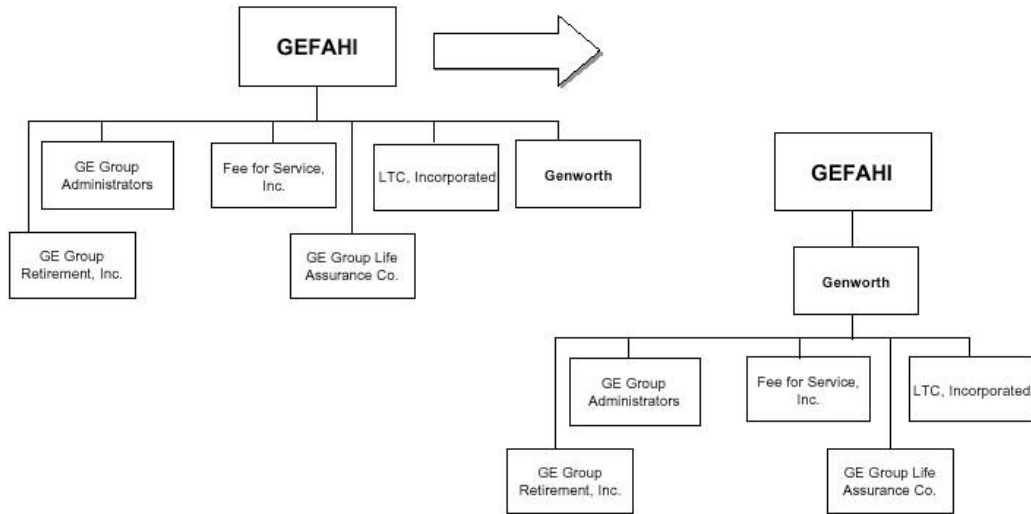 GEFAHI
GE Group
Administrators
Fee for Service,
Inc.
LTC, Incorporated
Genworth
GE Group
Retirement, Inc.
GE Group Life
Assurance Co.
GEFAHI
Genworth
GE Group
Administrators
Fee for Service,
Inc.
LTC, Incorporated
GE Group
Retirement, Inc.
GE Group Life
Assurance Co.